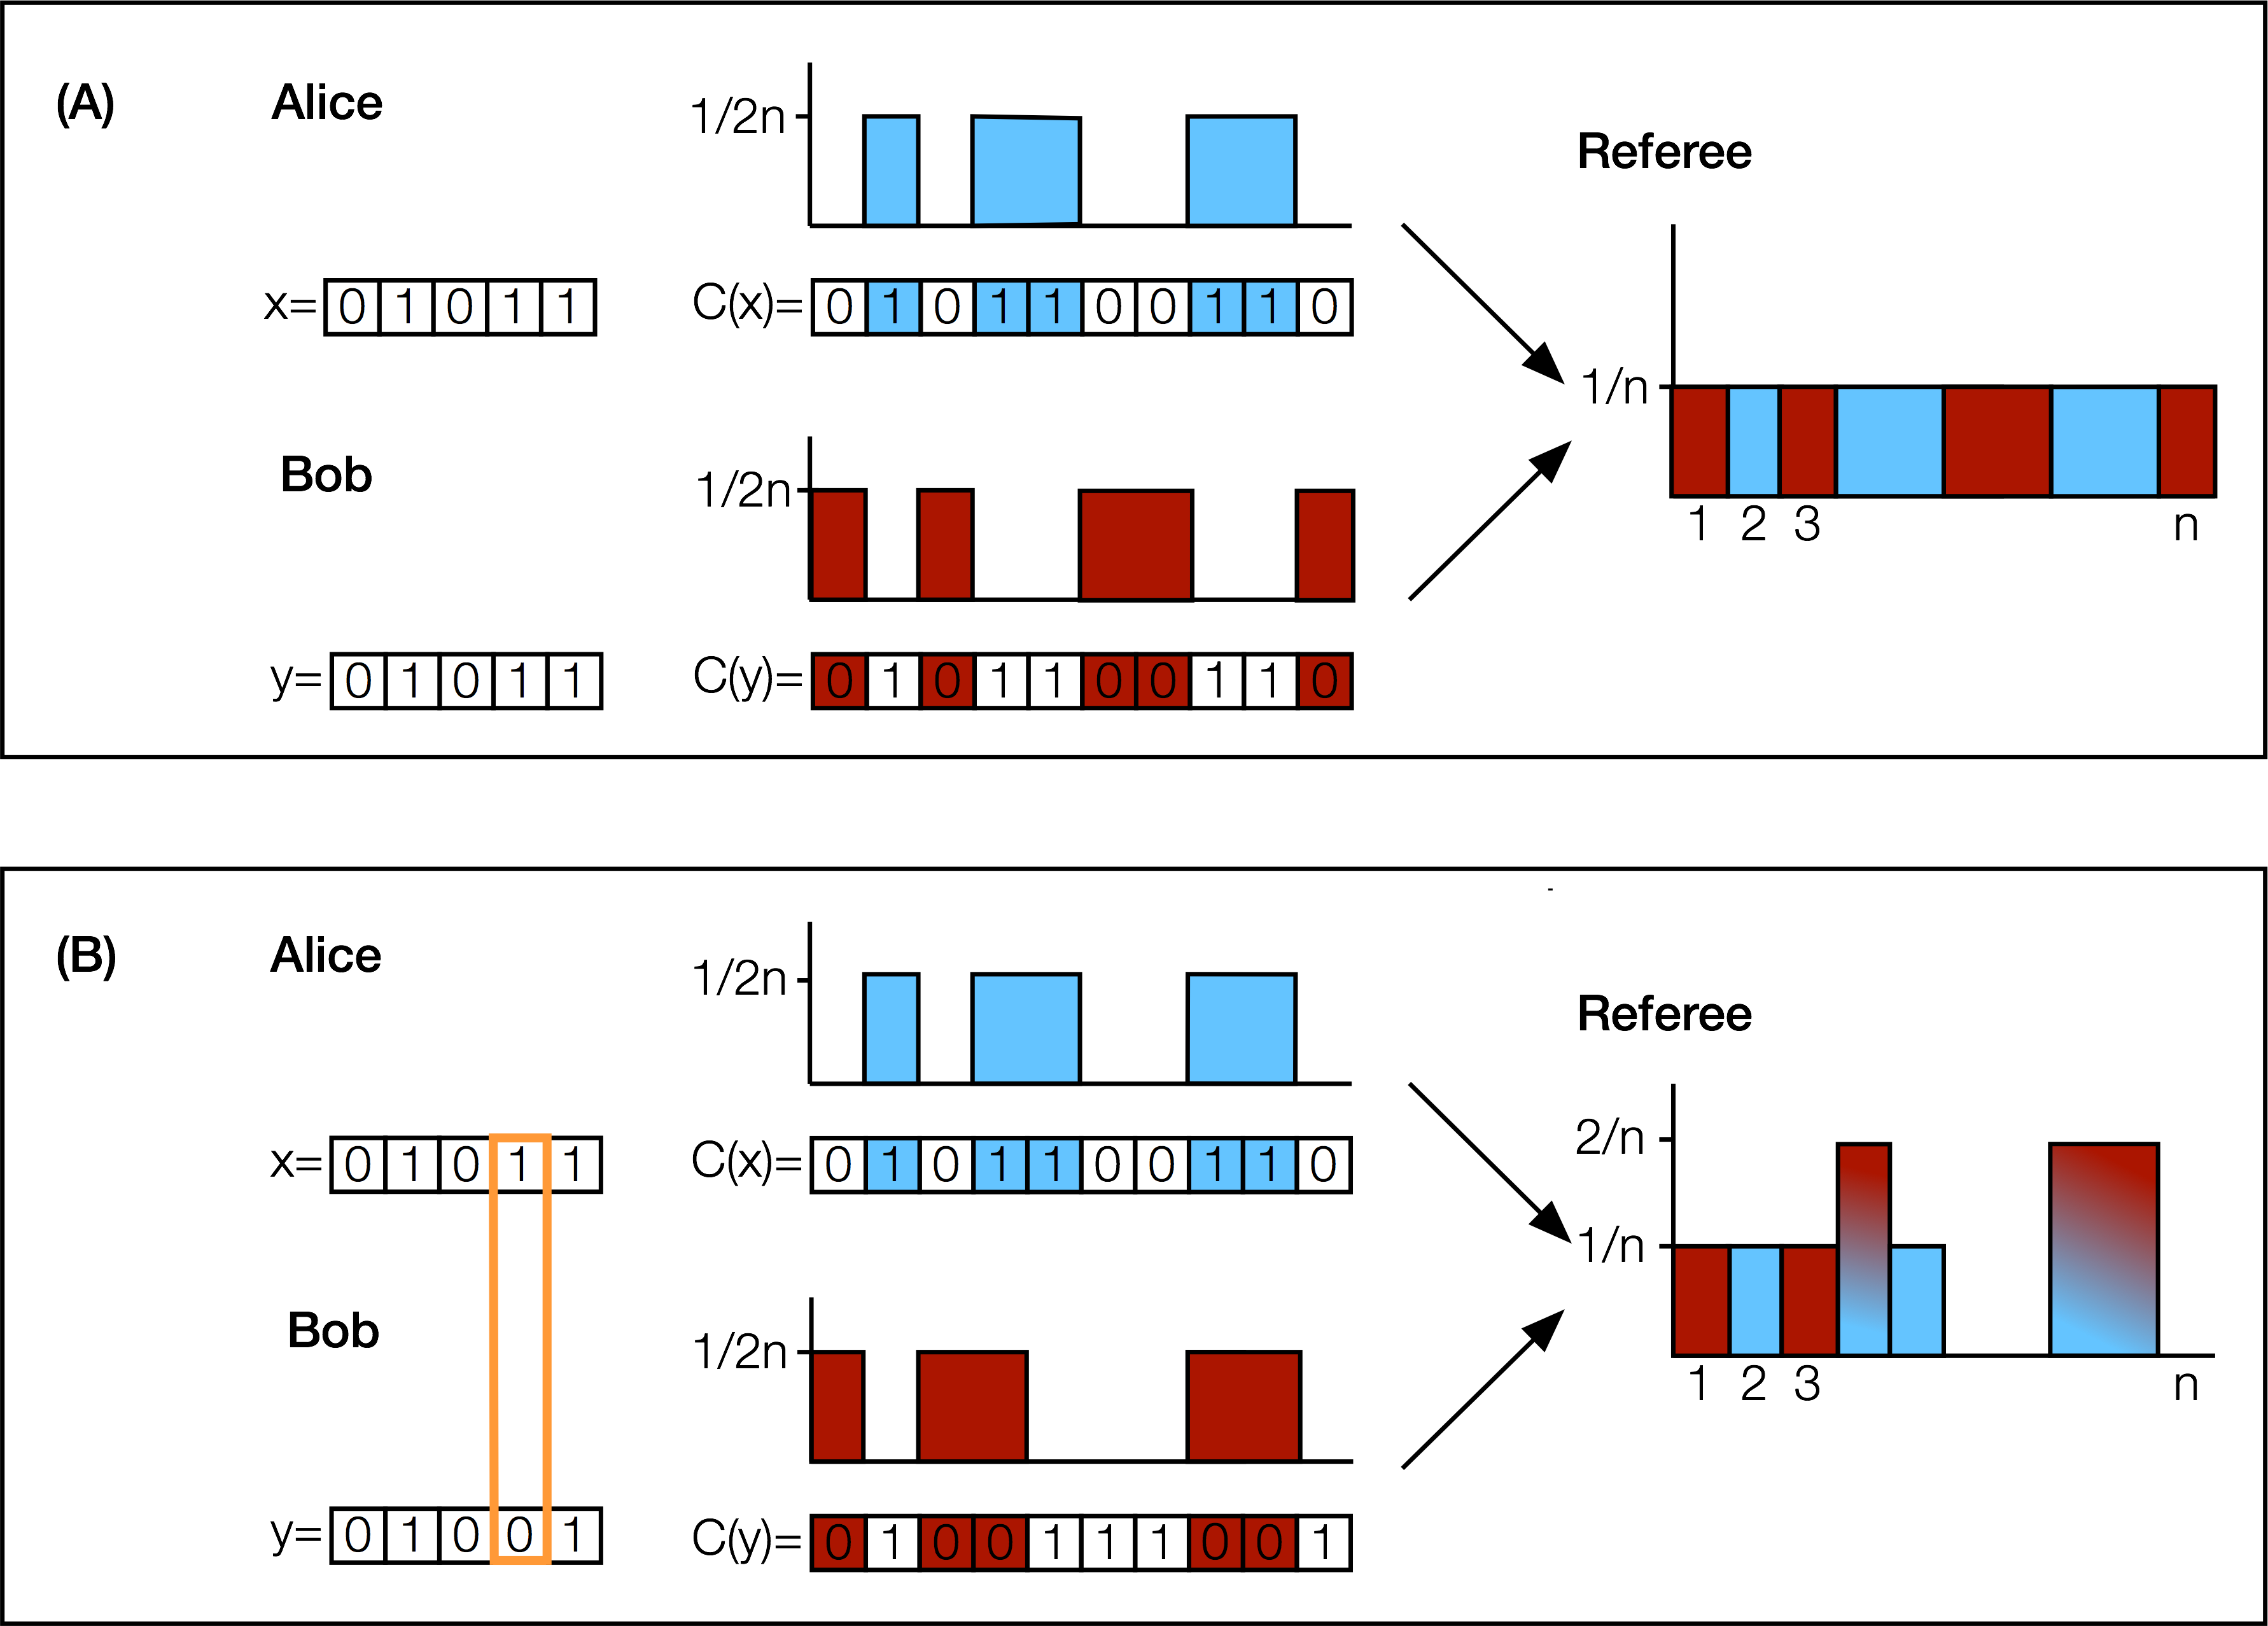 (A) Alice
1/2n
Referee
x= 0 1 0 1 1
C(x)= 0 1 0 1 1 0 0 1 1 0
1/n
Bob
1/2n
1 2 3 n
y= 0 1 0 1 1
C(y)= 0 1 0 1 1 0 0 1 1 0
(B) Alice
1/2n
Referee
2/n
x= 0 1 0 1 1
C(x)= 0 1 0 1 1 0 0 1 1 0
1/n
Bob
1/2n
1 2 3 n
y= 0 1 0 0 1
C(y)= 0 1 0 0 1 1 1 0 0 1